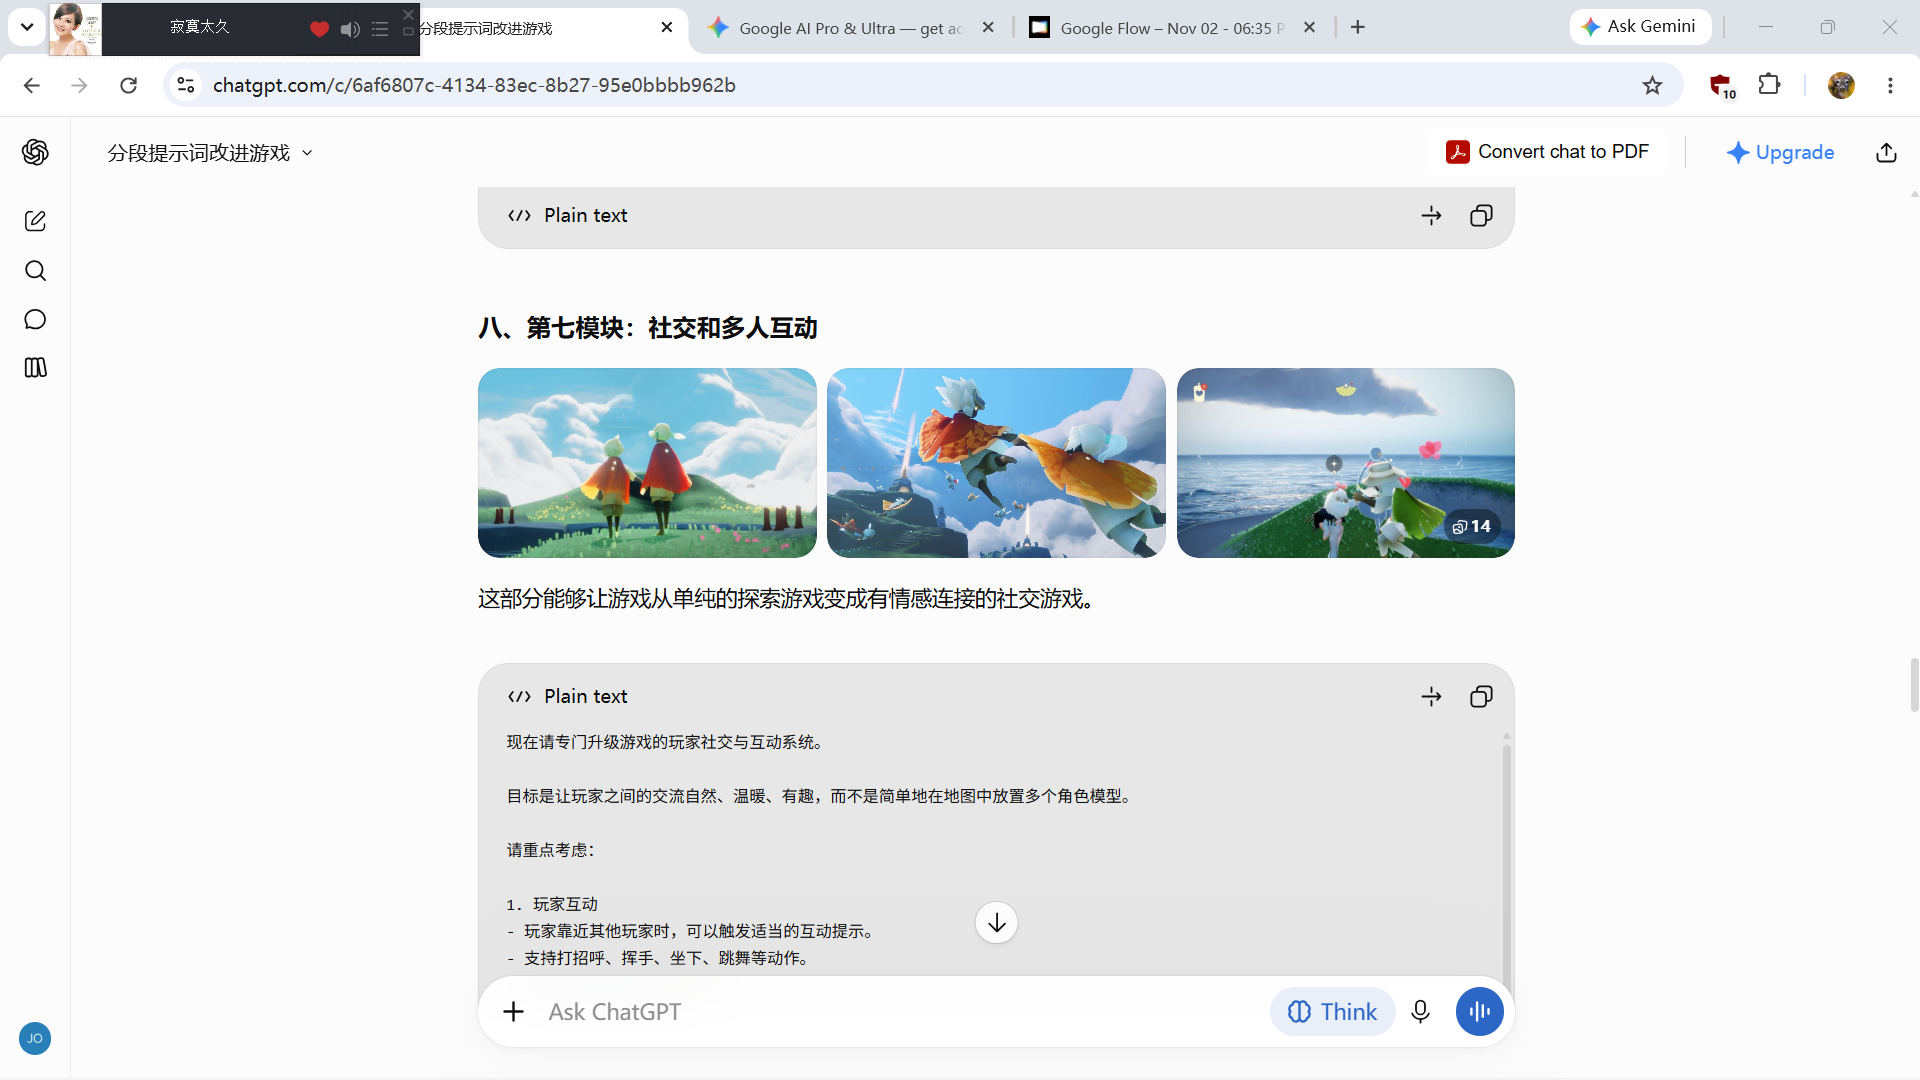 寂寞太久
分段提示词改进游戏
Google AI Pro & Ultra — get ac
Google Flow – Nov 02 - 06:35 P
Ask Gemini
chatgpt.com/c/6af6807c-4134-83ec-8b27-95e0bbbb962b
10
分段提示词改进游戏
Convert chat to PDF
Upgrade
Plain text
八、第七模块：社交和多人互动
14
这部分能够让游戏从单纯的探索游戏变成有情感连接的社交游戏。
Plain text
现在请专门升级游戏的玩家社交与互动系统。
目标是让玩家之间的交流自然、温暖、有趣，而不是简单地在地图中放置多个角色模型。
请重点考虑：
1. 玩家互动
- 玩家靠近其他玩家时，可以触发适当的互动提示。
- 支持打招呼、挥手、坐下、跳舞等动作。
Ask ChatGPT
Think
JO